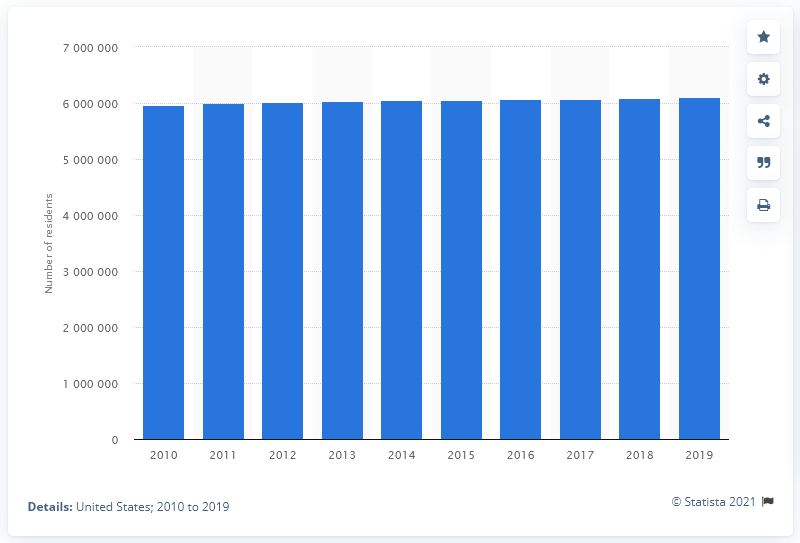 7 000 000
6 000 000
5 000 000
4 000 000
3 000 000
2 000 000
1 000 000
0
Number of residents
2010 2011 2012 2013 2014 2015 2016 2017 2018 2019
Details: United States; 2010 to 2019
© Statista 2021